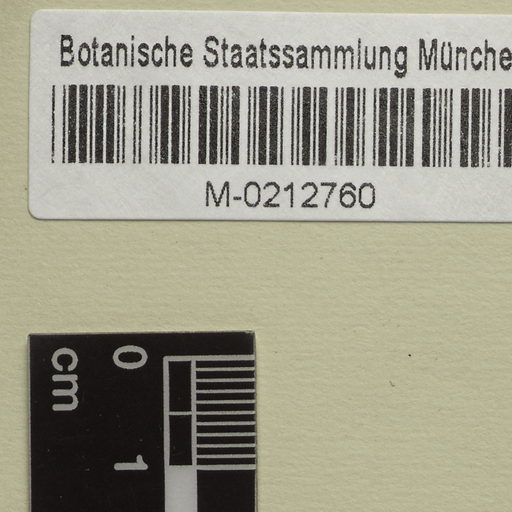 Botanische Staatssammlung Münche
M-0212760
cm
0
1